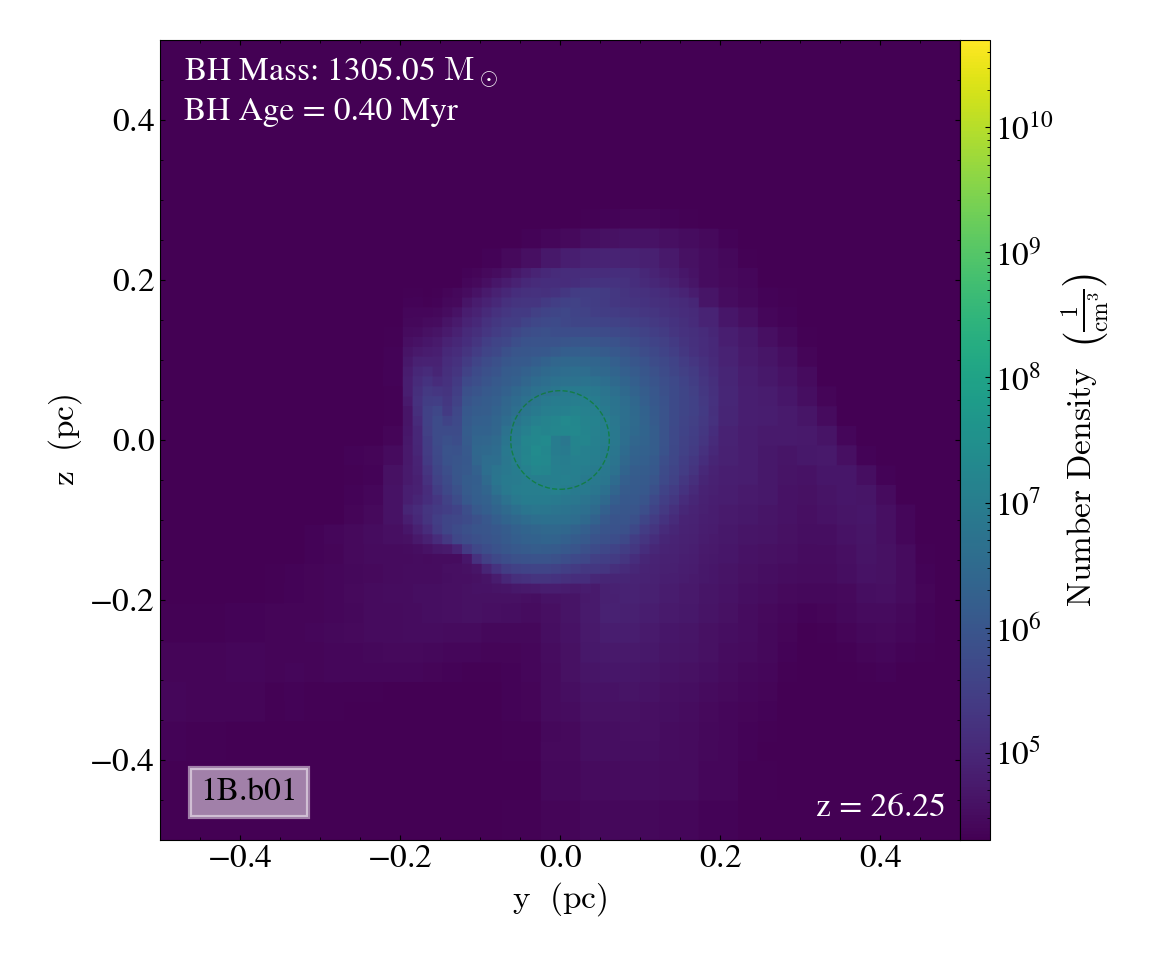 BH Mass: 1305.05 M⊙
BH Age = 0.40 Myr
0.4
0.2
0.0
−0.2
−0.4
z (pc)
1B.b01
z = 26.25
−0.4 −0.2 0.0 0.2 0.4
y (pc)
10¹⁰
10⁹
10⁸
10⁷
10⁶
10⁵
Number Density (1/cm³)